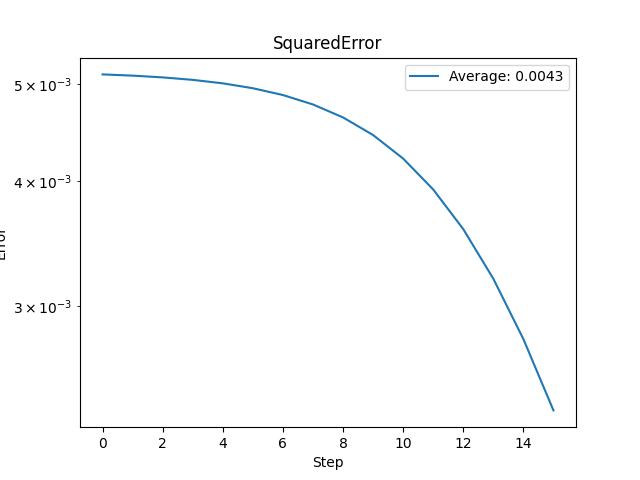 SquaredError
Average: 0.0043
5 × 10⁻³
4 × 10⁻³
3 × 10⁻³
0 2 4 6 8 10 12 14
Step